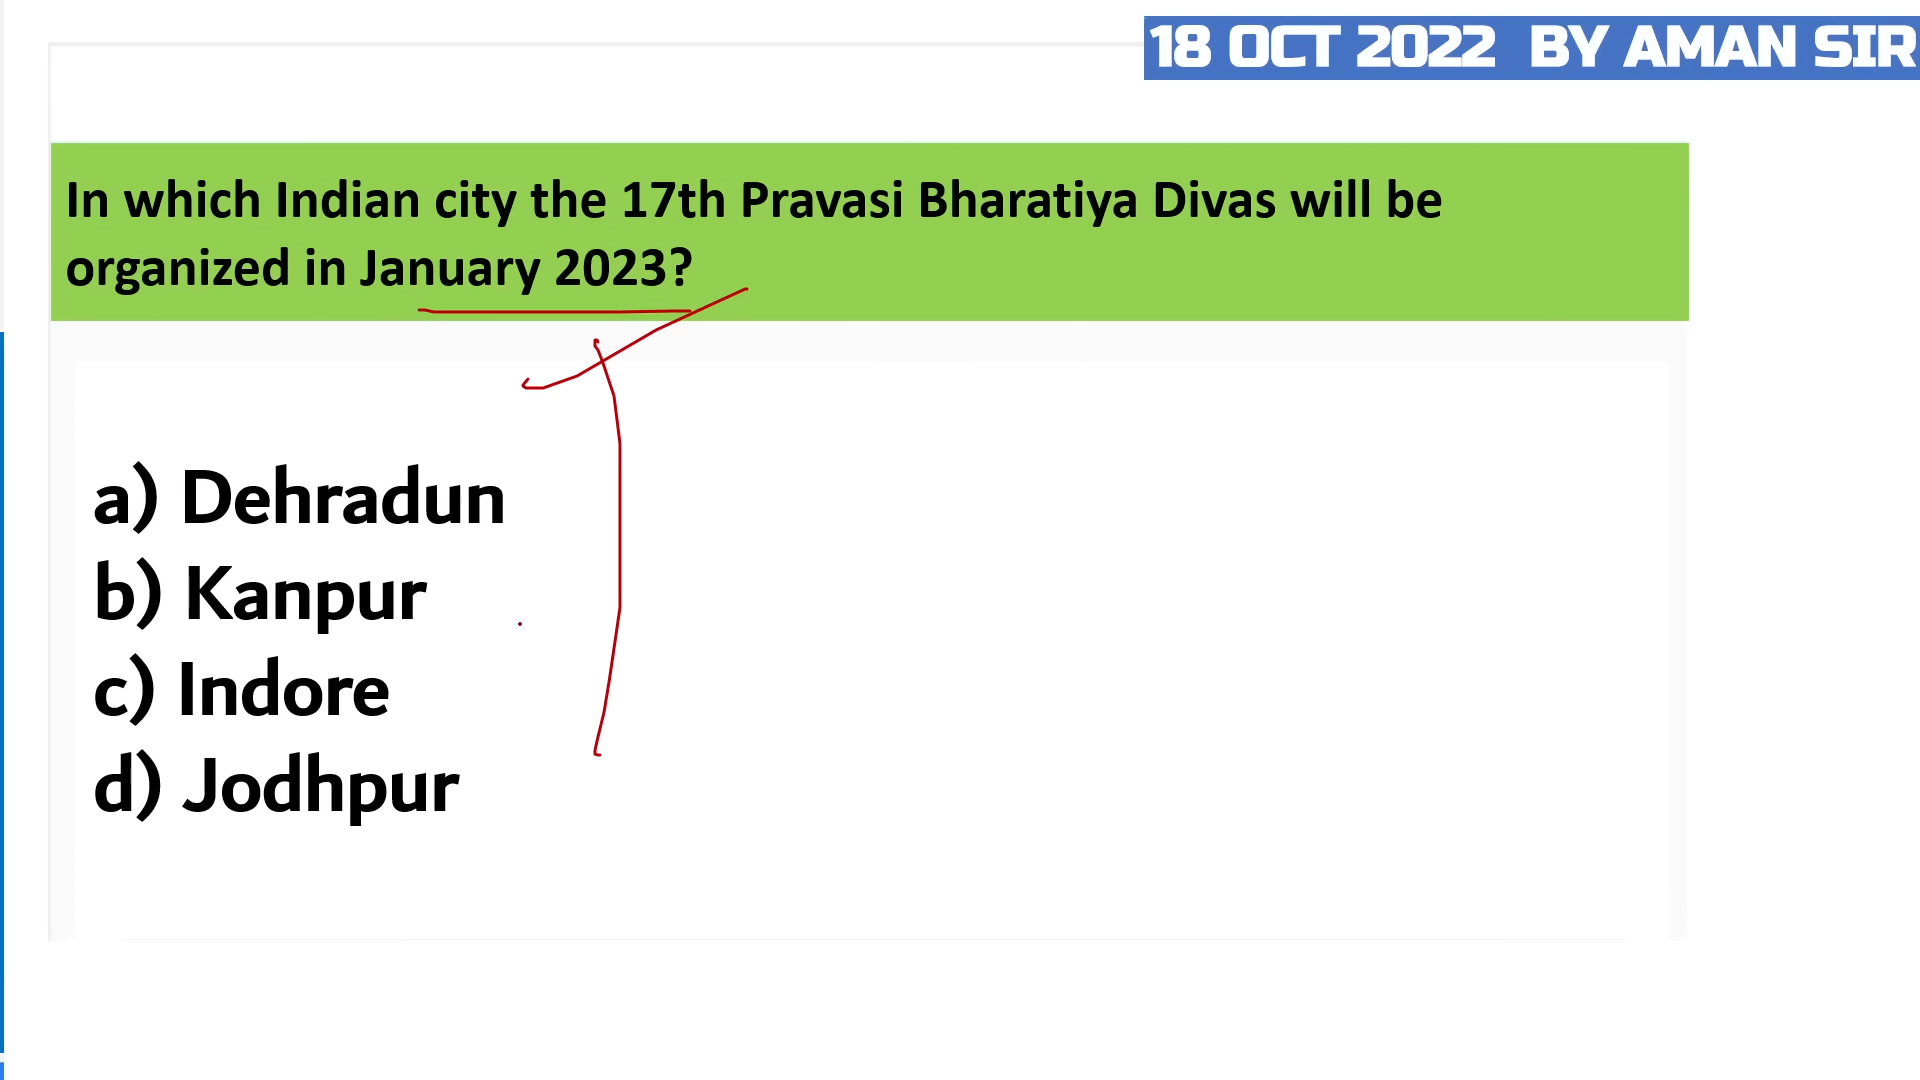 18 OCT 2022 BY AMAN SIR
In which Indian city the 17th Pravasi Bharatiya Divas will be
organized in January 2023?
a) Dehradun
b) Kanpur
c) Indore
d) Jodhpur